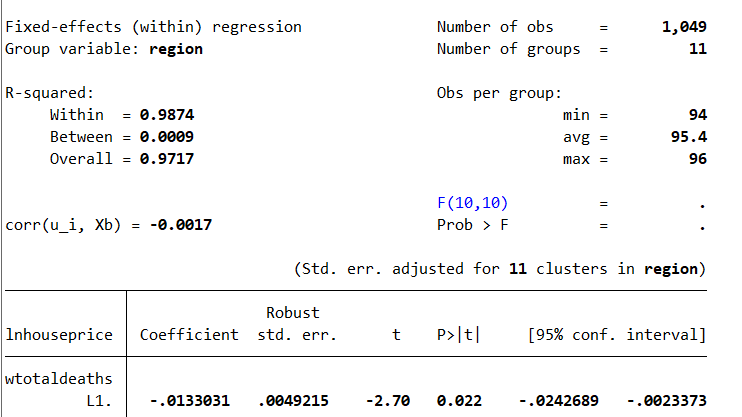 Fixed-effects (within) regression Number of obs = 1,049
Group variable: region Number of groups = 11
R-squared: Obs per group:
Within = 0.9874 min = 94
Between = 0.0009 avg = 95.4
Overall = 0.9717 max = 96
F(10,10) = .
corr(u_i, Xb) = -0.0017 Prob > F = .
(Std. err. adjusted for 11 clusters in region)
Robust
lnhouseprice Coefficient std. err. t P>|t| [95% conf. interval]
wtotaldeaths
L1. -.0133031 .0049215 -2.70 0.022 -.0242689 -.0023373